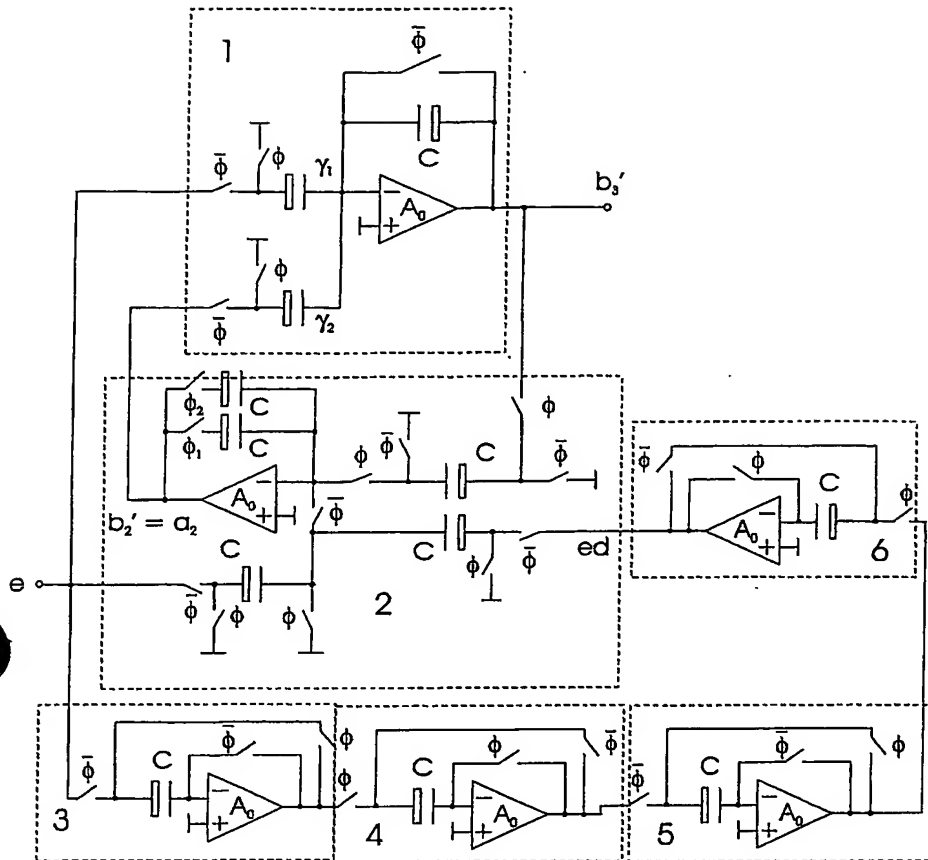 1
ϕ̄
C
ϕ̄
ϕ
γ₁
−
A₀
+
b₃'
ϕ
ϕ̄
γ₂
ϕ₂
C
ϕ
ϕ₁
C
ϕ
ϕ̄
C
ϕ̄
ϕ̄
ϕ
−
A₀
+
b₂' = a₂
ϕ̄
−
A₀
+
C
ϕ
6
C
C
ϕ
ϕ̄
ed
e
ϕ̄
ϕ
ϕ
2
ϕ̄
C
ϕ̄
ϕ
−
A₀
+
3
ϕ
C
ϕ
ϕ̄
−
A₀
+
4
ϕ̄
C
ϕ̄
ϕ
−
A₀
+
5